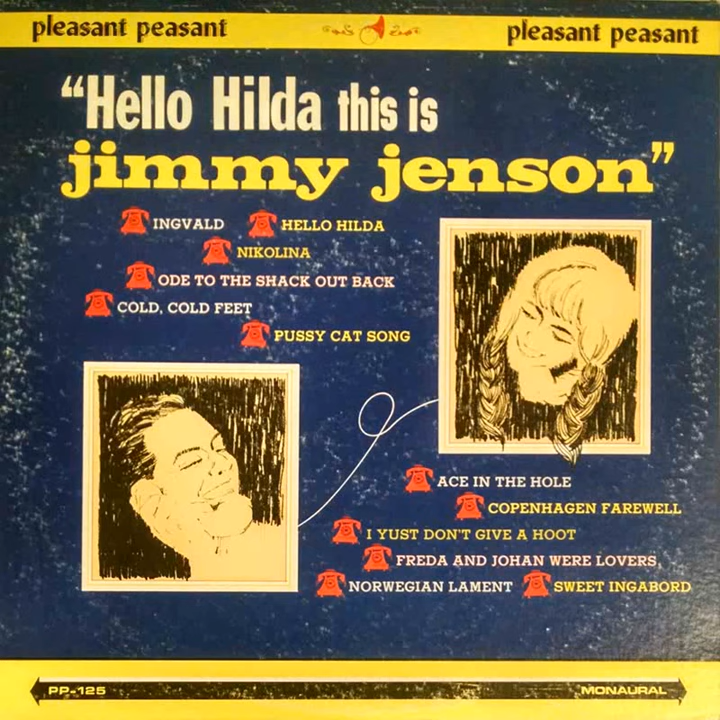 pleasant peasant pleasant peasant
“Hello Hilda this is
jimmy jenson”
INGVALD HELLO HILDA
NIKOLINA
ODE TO THE SHACK OUT BACK
COLD, COLD FEET
PUSSY CAT SONG
ACE IN THE HOLE
COPENHAGEN FAREWELL
I YUST DON'T GIVE A HOOT
FREDA AND JOHAN WERE LOVERS,
NORWEGIAN LAMENT SWEET INGABORD
PP-125 MONAURAL